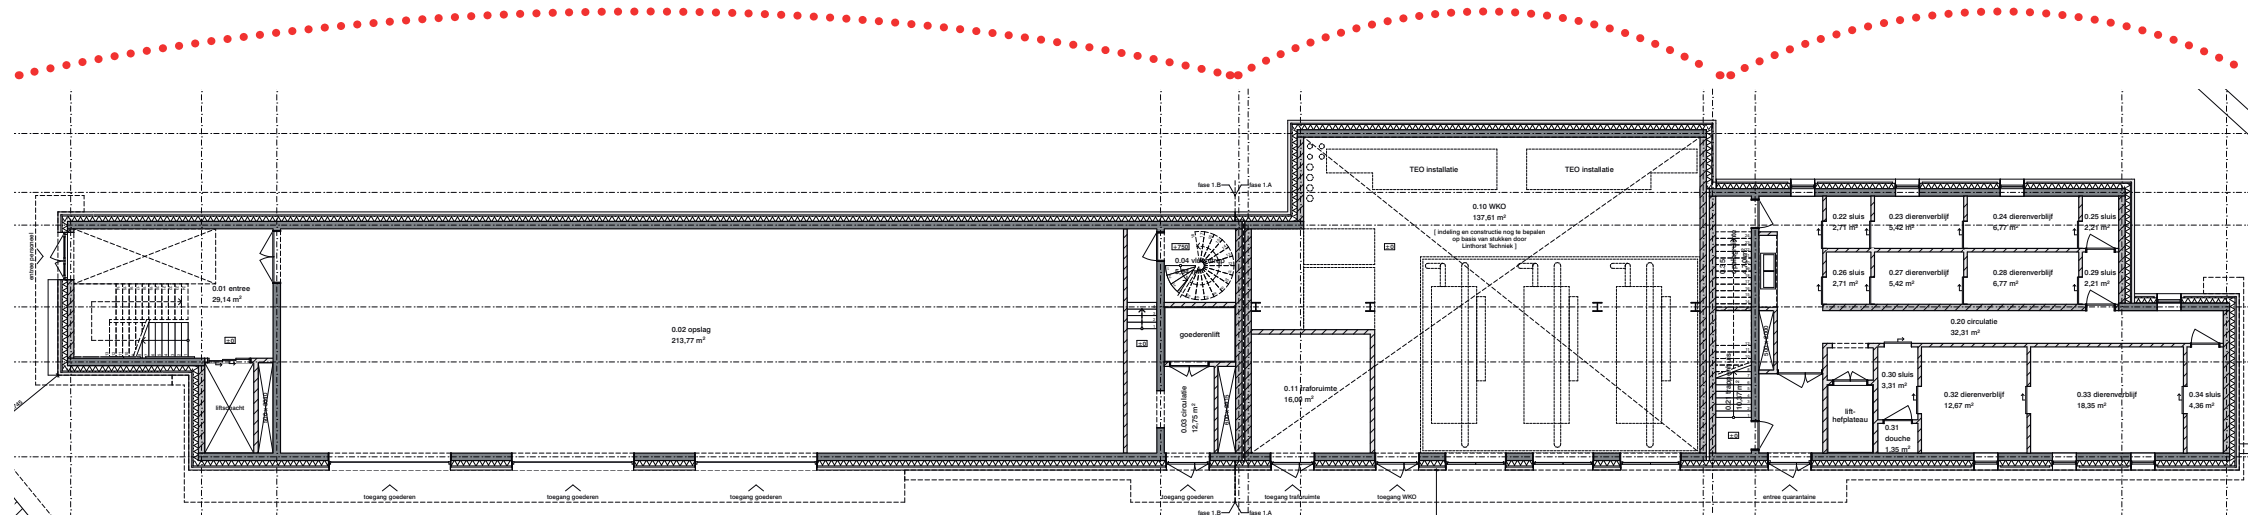 fase 1.B
fase 1.A
TEO installatie
TEO installatie
0.10 WKO
137,61 m²
[ indeling en constructie nog te bepalen
op basis van stukken door
Linthorst Techniek ]
±0
entree personeel
0.01 entree
29,14 m²
±0
liftschacht
0.02 opslag
213,77 m²
+750
±0
goederenlift
0.03 circulatie
12,75 m²
0.11 traforuimte
±0
0.22 sluis
2,71 m²
0.23 dierenverblijf
5,42 m²
0.24 dierenverblijf
6,77 m²
0.25 sluis
2,21 m²
0.26 sluis
2,71 m²
0.27 dierenverblijf
5,42 m²
0.28 dierenverblijf
6,77 m²
0.29 sluis
2,21 m²
0.20 circulatie
32,31 m²
0.30 sluis
3,31 m²
0.31
douche
1,35 m²
lift-
hefplateau
0.32 dierenverblijf
12,67 m²
0.33 dierenverblijf
18,35 m²
0.34 sluis
4,36 m²
toegang goederen
toegang goederen
toegang goederen
toegang goederen
toegang traforuimte
toegang WKO
entree quarantaine
fase 1.B
fase 1.A